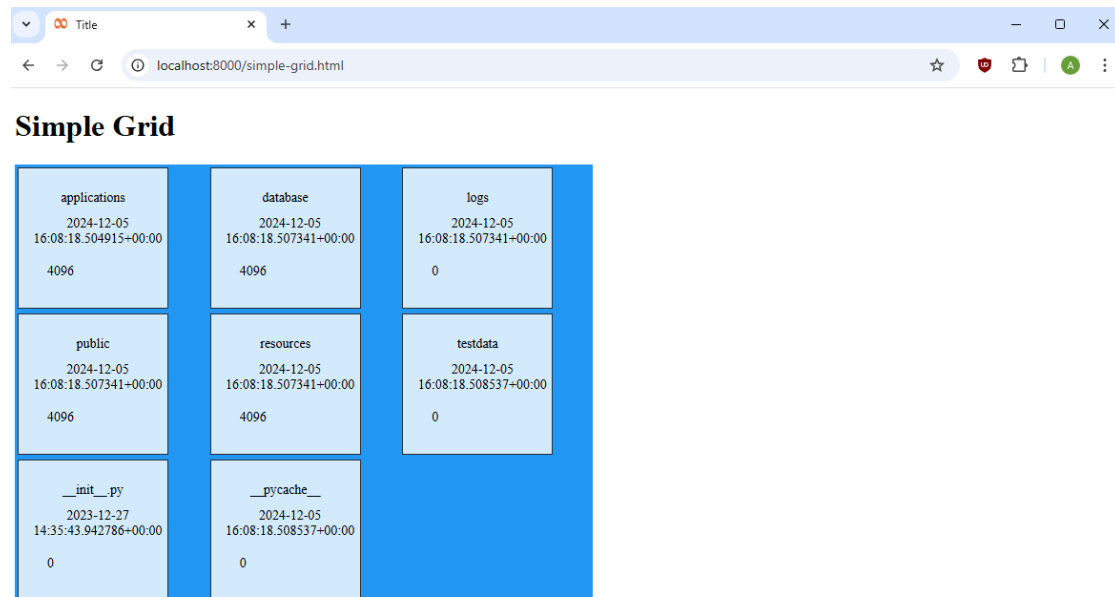 Title
localhost:8000/simple-grid.html
A
Simple Grid
applications
2024-12-05
16:08:18.504915+00:00
4096
database
2024-12-05
16:08:18.507341+00:00
4096
logs
2024-12-05
16:08:18.507341+00:00
0
public
2024-12-05
16:08:18.507341+00:00
4096
resources
2024-12-05
16:08:18.507341+00:00
4096
testdata
2024-12-05
16:08:18.508537+00:00
0
__init__.py
2023-12-27
14:35:43.942786+00:00
0
__pycache__
2024-12-05
16:08:18.508537+00:00
0